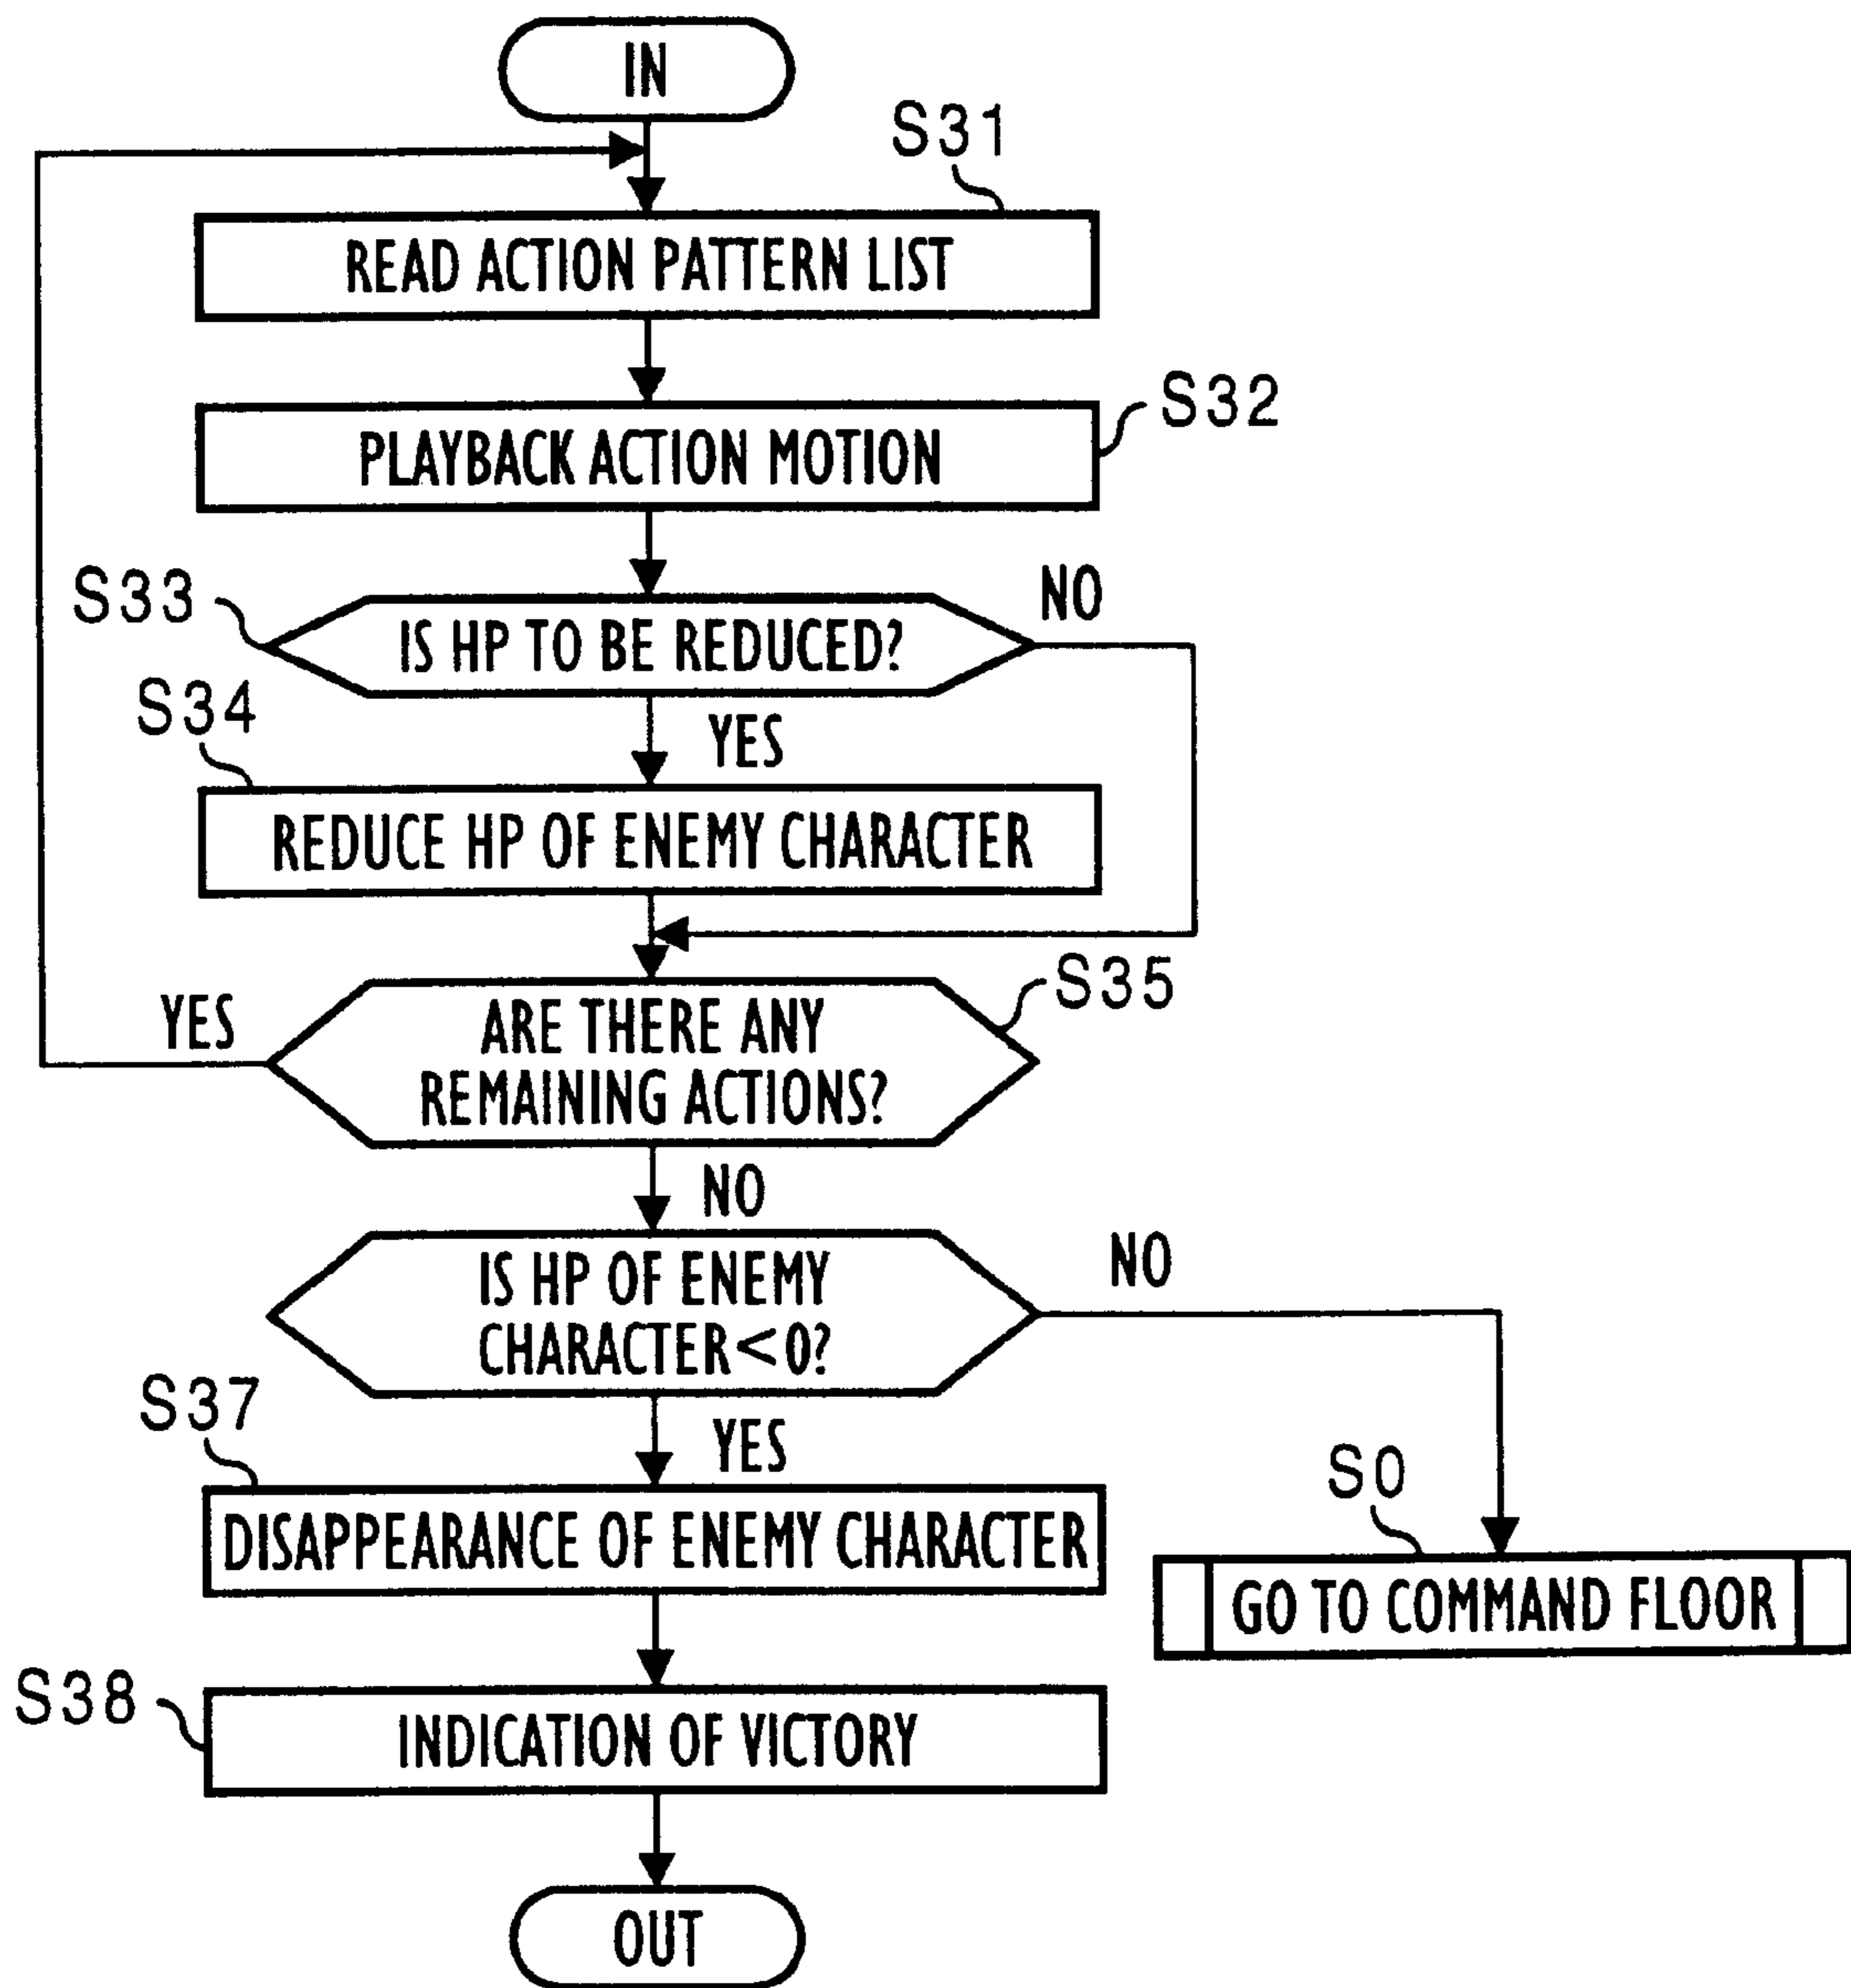 IN
S31
READ ACTION PATTERN LIST
S32
PLAYBACK ACTION MOTION
S33
IS HP TO BE REDUCED?
NO
YES
S34
REDUCE HP OF ENEMY CHARACTER
S35
ARE THERE ANY
REMAINING ACTIONS?
YES
NO
IS HP OF ENEMY
CHARACTER<0?
NO
YES
S37
DISAPPEARANCE OF ENEMY CHARACTER
S0
GO TO COMMAND FLOOR
S38
INDICATION OF VICTORY
OUT